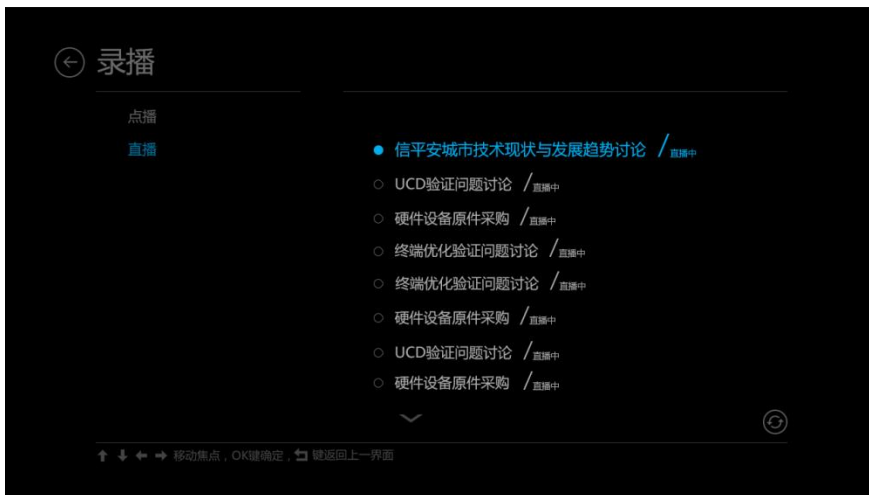 录播
点播
直播
信平安城市技术现状与发展趋势讨论 / 直播中
UCD验证问题讨论 / 直播中
硬件设备原件采购 / 直播中
终端优化验证问题讨论 / 直播中
终端优化验证问题讨论 / 直播中
硬件设备原件采购 / 直播中
UCD验证问题讨论 / 直播中
硬件设备原件采购 / 直播中
移动焦点,OK键确定, 键返回上一界面